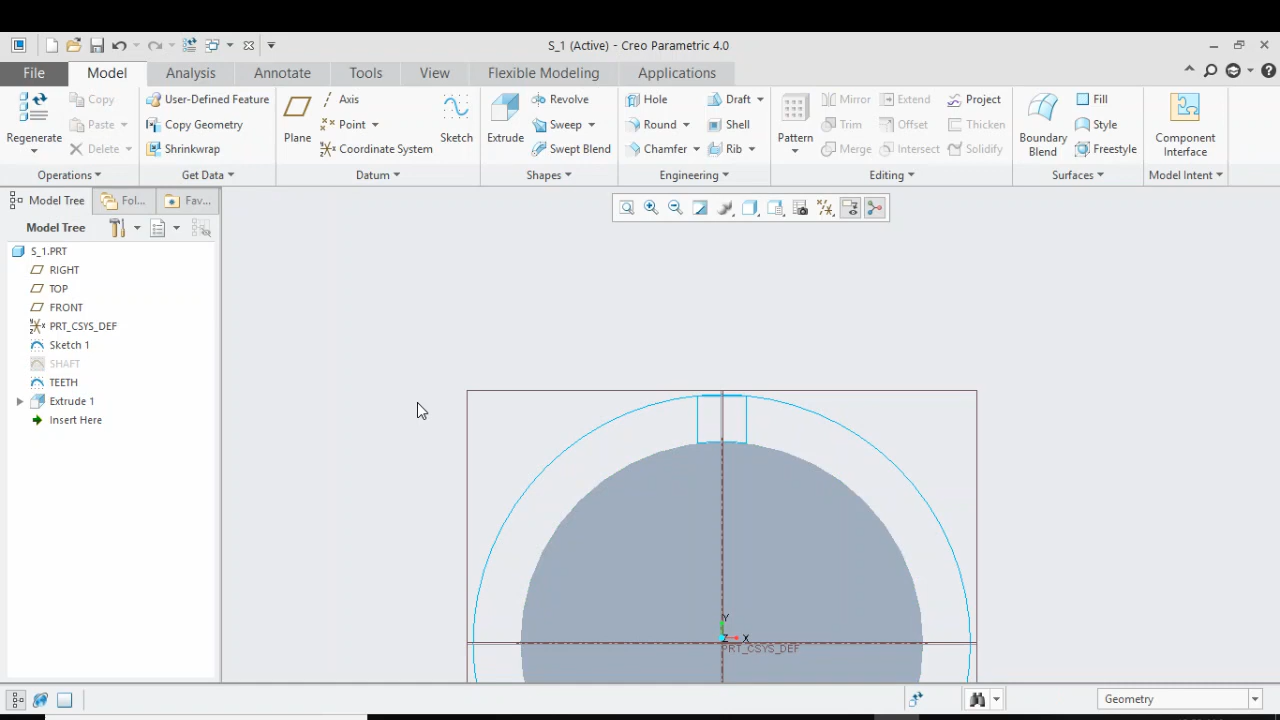 S_1 (Active) - Creo Parametric 4.0
File Model Analysis Annotate Tools View Flexible Modeling Applications
Copy User-Defined Feature Axis Revolve Hole Draft Mirror Extend Project Fill
Paste Copy Geometry Point Sweep Round Shell Trim Offset Thicken Style
Regenerate Plane Sketch Extrude Pattern Boundary Blend Component Interface
Delete Shrinkwrap Coordinate System Swept Blend Chamfer Rib Merge Intersect Solidify Freestyle
Operations Get Data Datum Shapes Engineering Editing Surfaces Model Intent
Model Tree Fol... Fav...
Model Tree
S_1.PRT
RIGHT
TOP
FRONT
PRT_CSYS_DEF
Sketch 1
SHAFT
TEETH
Extrude 1
Insert Here
Y
Z X
PRT_CSYS_DEF
Geometry